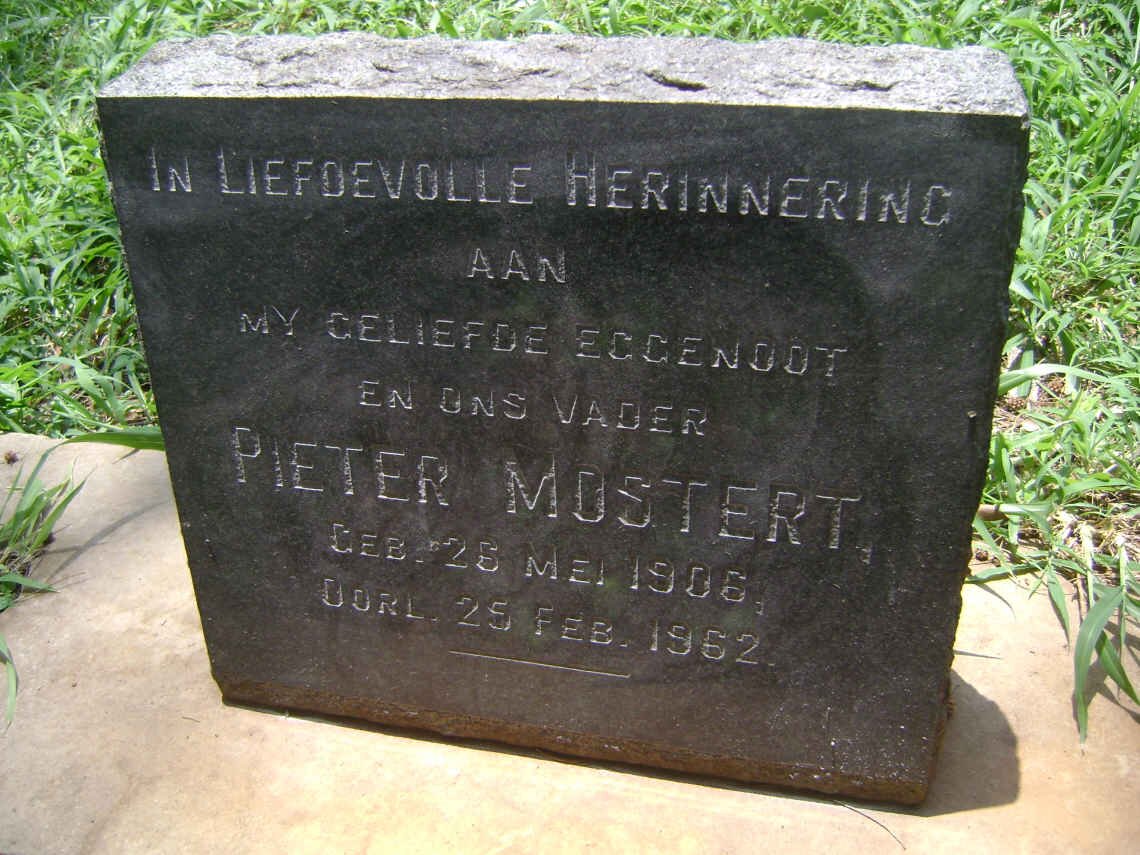 IN LIEFDEVOLLE HERINNERING
AAN
MY GELIEFDE EGGENOOT
EN ONS VADER
PIETER MOSTERT,
GEB. 26 MEI 1906,
OORL. 25 FEB. 1962.